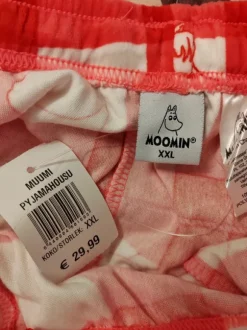 MOOMIN
XXL
MUUMI
PYJAMAHOUSU
KOKO/STORLEK: XXL
€ 29,99